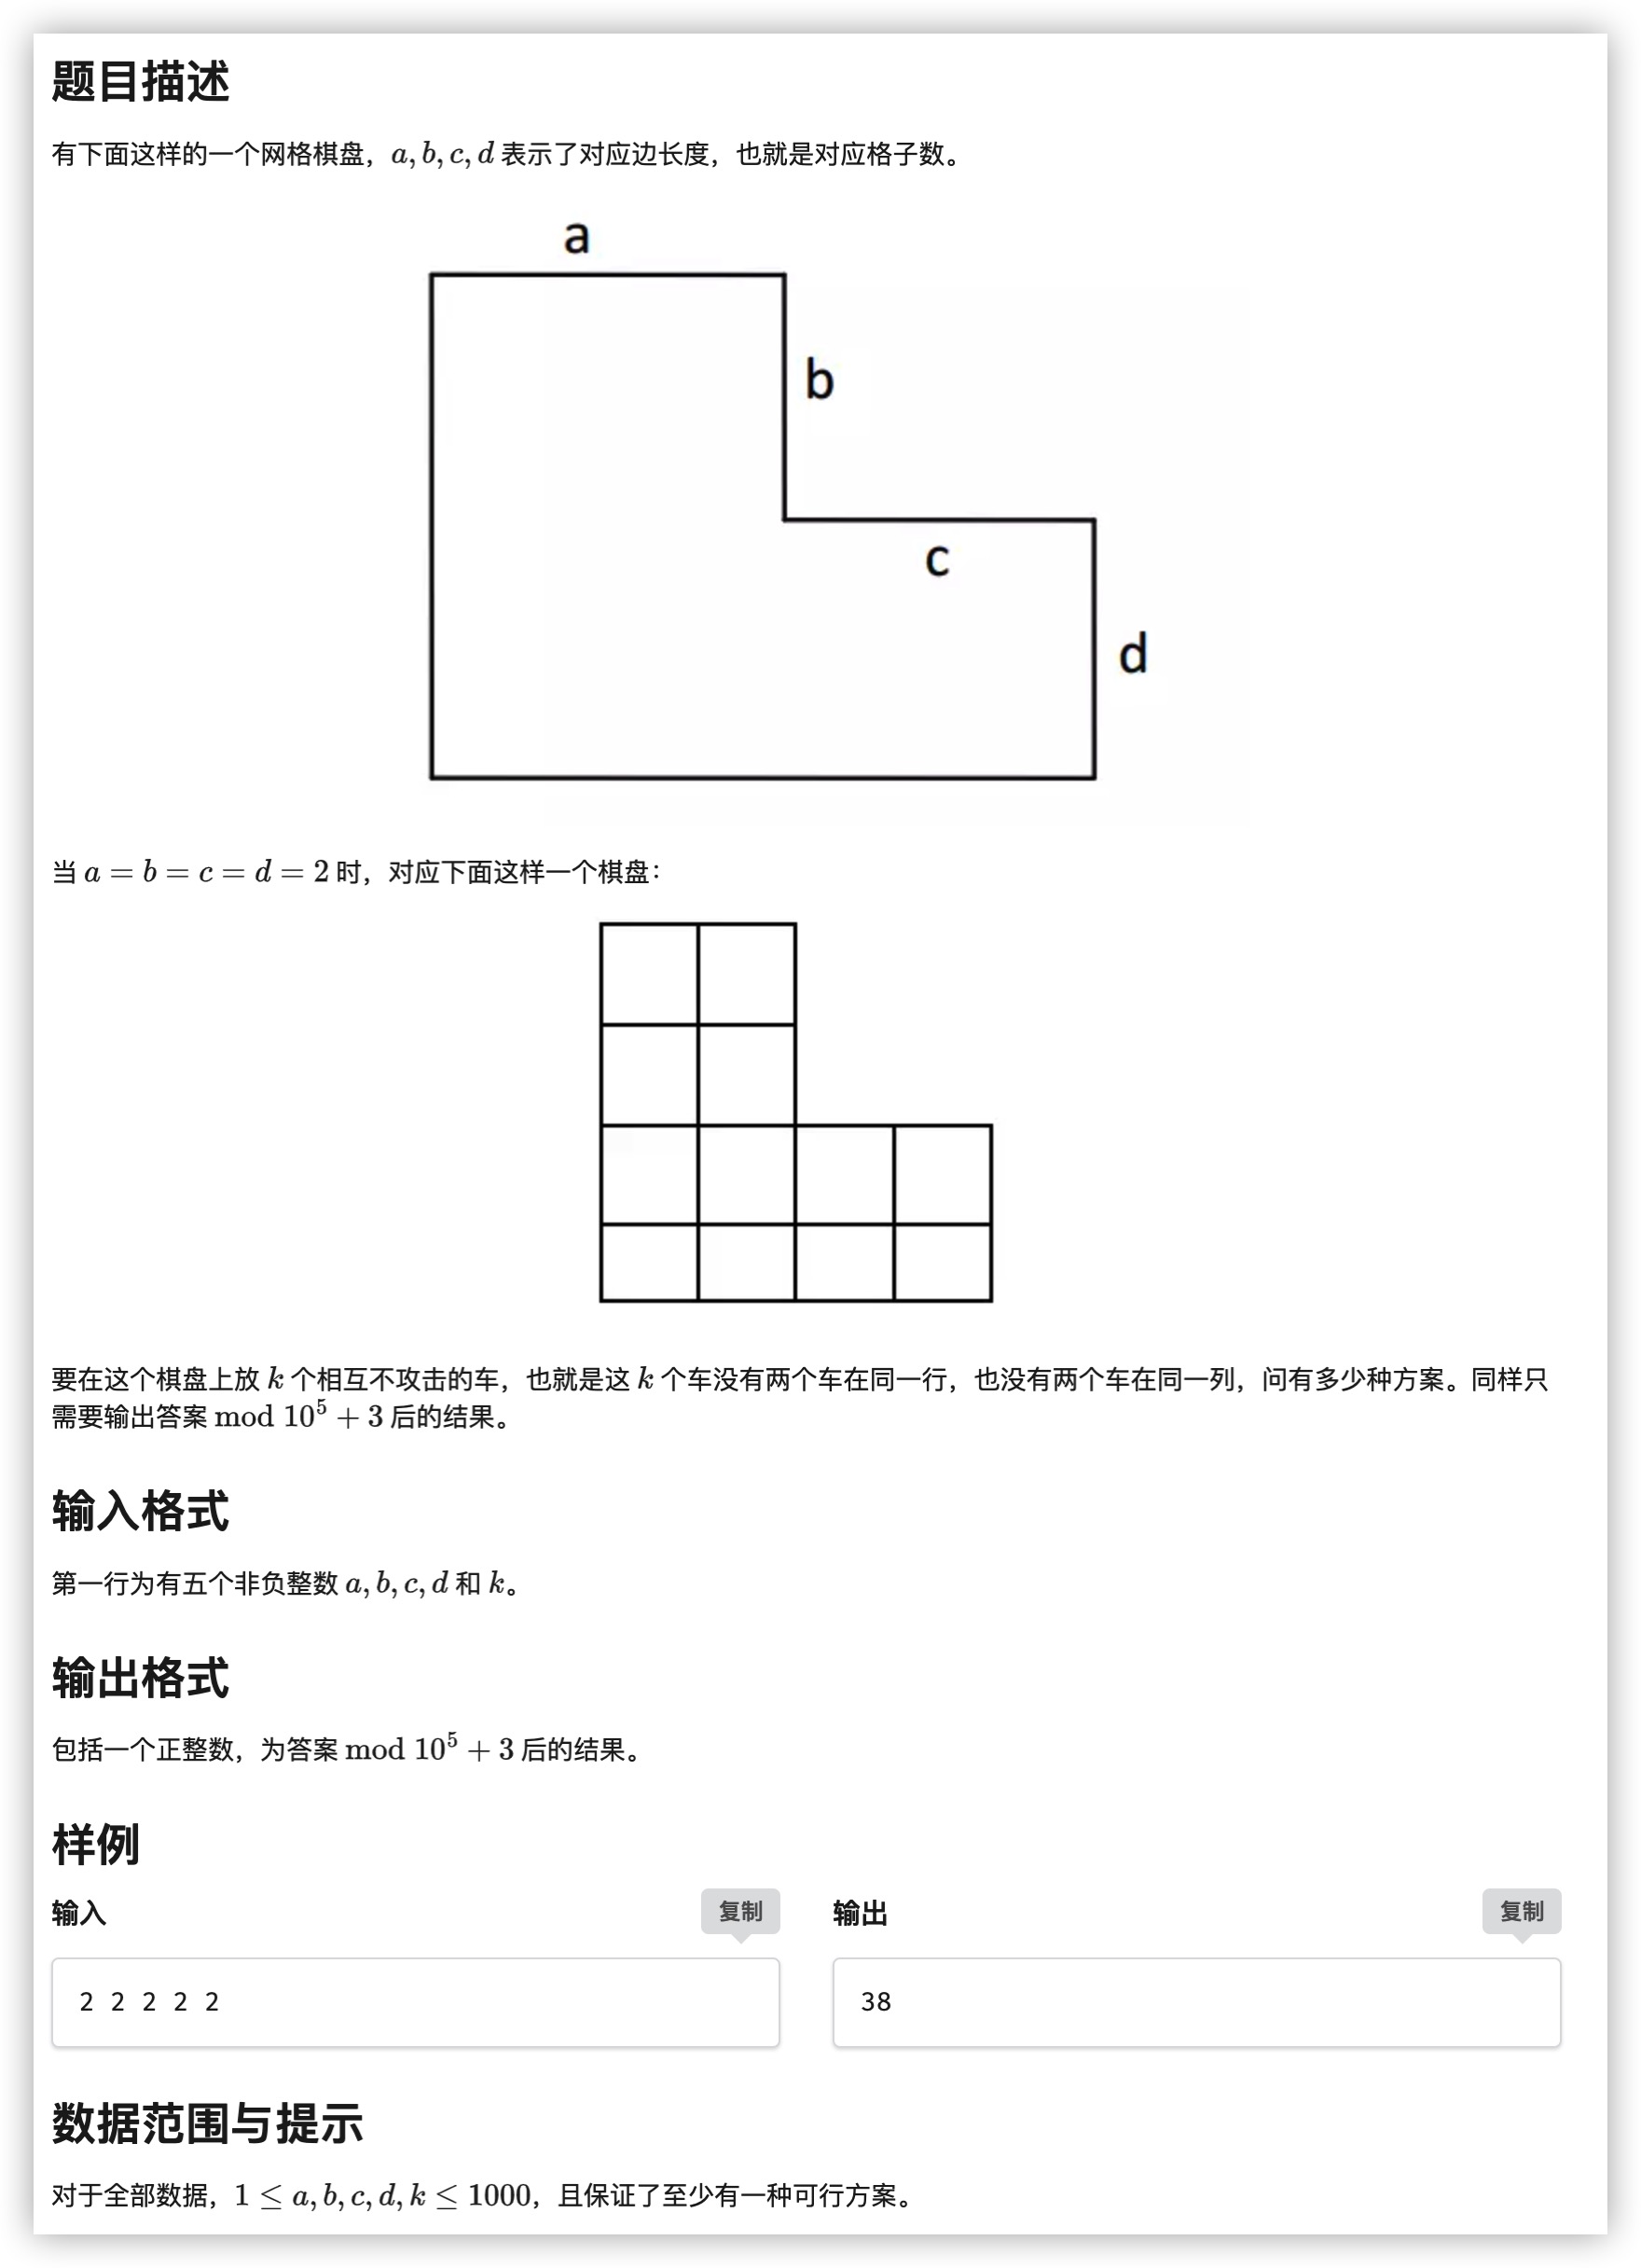 题目描述
有下面这样的一个网格棋盘，a, b, c, d 表示了对应边长度，也就是对应格子数。
a
b
c
d
当 a = b = c = d = 2 时，对应下面这样一个棋盘：
要在这个棋盘上放 k 个相互不攻击的车，也就是这 k 个车没有两个车在同一行，也没有两个车在同一列，问有多少种方案。同样只
需要输出答案 mod 10^5 + 3 后的结果。
输入格式
第一行为有五个非负整数 a, b, c, d 和 k。
输出格式
包括一个正整数，为答案 mod 10^5 + 3 后的结果。
样例
输入 复制
2 2 2 2 2
输出 复制
38
数据范围与提示
对于全部数据，1 ≤ a, b, c, d, k ≤ 1000，且保证了至少有一种可行方案。